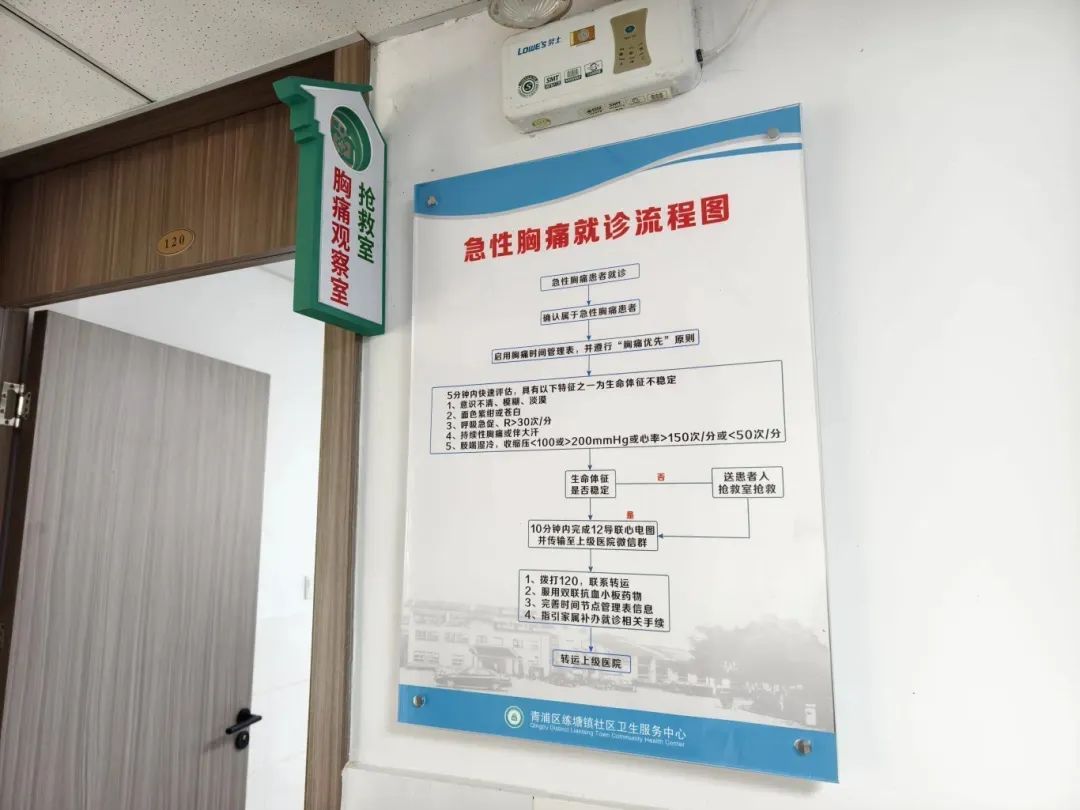 LOWE'S 劳士
SMT
抢救室
胸痛观察室
120
急性胸痛就诊流程图
急性胸痛患者就诊
确认属于急性胸痛患者
启用胸痛时间管理表，并遵行“胸痛优先”原则
5分钟内快速评估，具有以下特征之一为生命体征不稳定
1、意识不清、模糊、淡漠
2、面色紫绀或苍白
3、呼吸急促、R>30次/分
4、持续性胸痛或伴大汗
5、肢端湿冷，收缩压<100或>200mmHg或心率>150次/分或<50次/分
生命体征
是否稳定
否
送患者人
抢救室抢救
是
10分钟内完成12导联心电图
并传输至上级医院微信群
1、拨打120，联系转运
2、服用双联抗血小板药物
3、完善时间节点管理表信息
4、指引家属补办就诊相关手续
转运上级医院
青浦区练塘镇社区卫生服务中心
Qingpu District Liantang Town Community Health Center